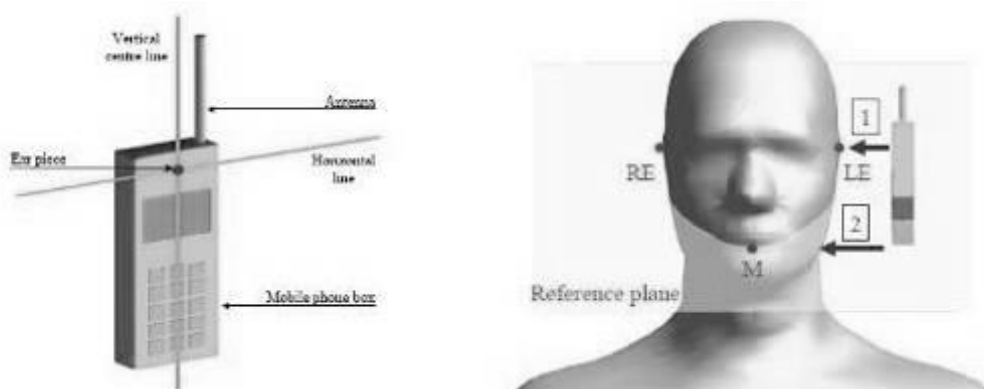 Vertical
centre line
Antenna
Ear piece
Horizontal
line
Mobile phone box
1
RE
LE
2
M
Reference plane